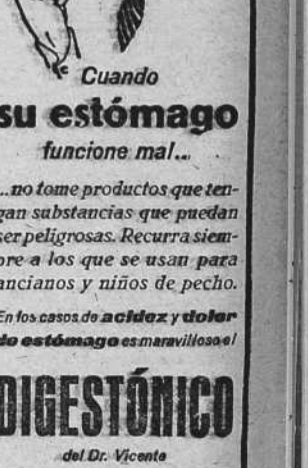 Cuando
su estómago
funcione mal...
...no tome productos que ten-
gan substancias que puedan
ser peligrosas. Recurra siem-
pre a los que se usan para
ancianos y niños de pecho.
En los casos de acidez y dolor
de estómago es maravilloso el
DIGESTÓNICO
del Dr. Vicente